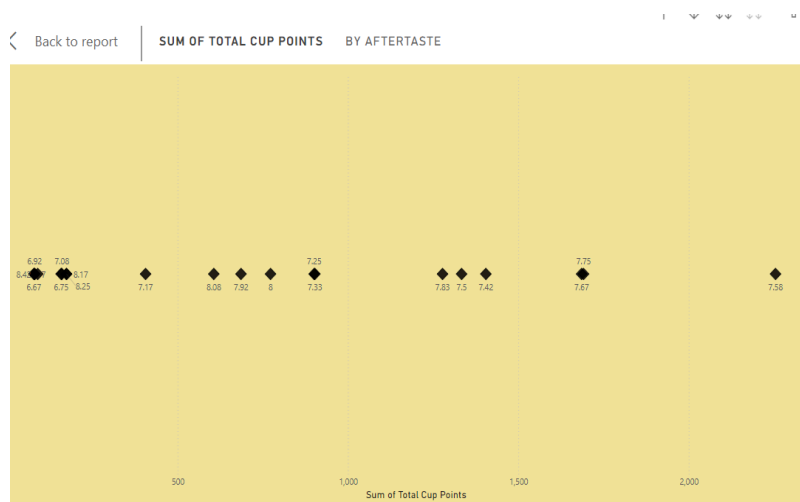 Back to report SUM OF TOTAL CUP POINTS BY AFTERTASTE
6.92 7.08 7.25 7.75
8.42 8.17
6.67 6.75 8.25 7.17 8.08 7.92 8 7.33 7.83 7.5 7.42 7.67 7.58
500 1,000 1,500 2,000
Sum of Total Cup Points